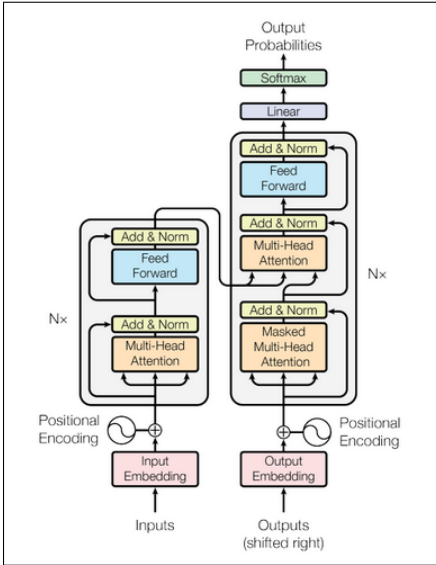 Output
Probabilities
Softmax
Linear
Add & Norm
Feed
Forward
Add & Norm
Multi-Head
Attention
Add & Norm
Masked
Multi-Head
Attention
N×
Positional
Encoding
Output
Embedding
Outputs
(shifted right)
Add & Norm
Feed
Forward
Add & Norm
Multi-Head
Attention
N×
Positional
Encoding
Input
Embedding
Inputs